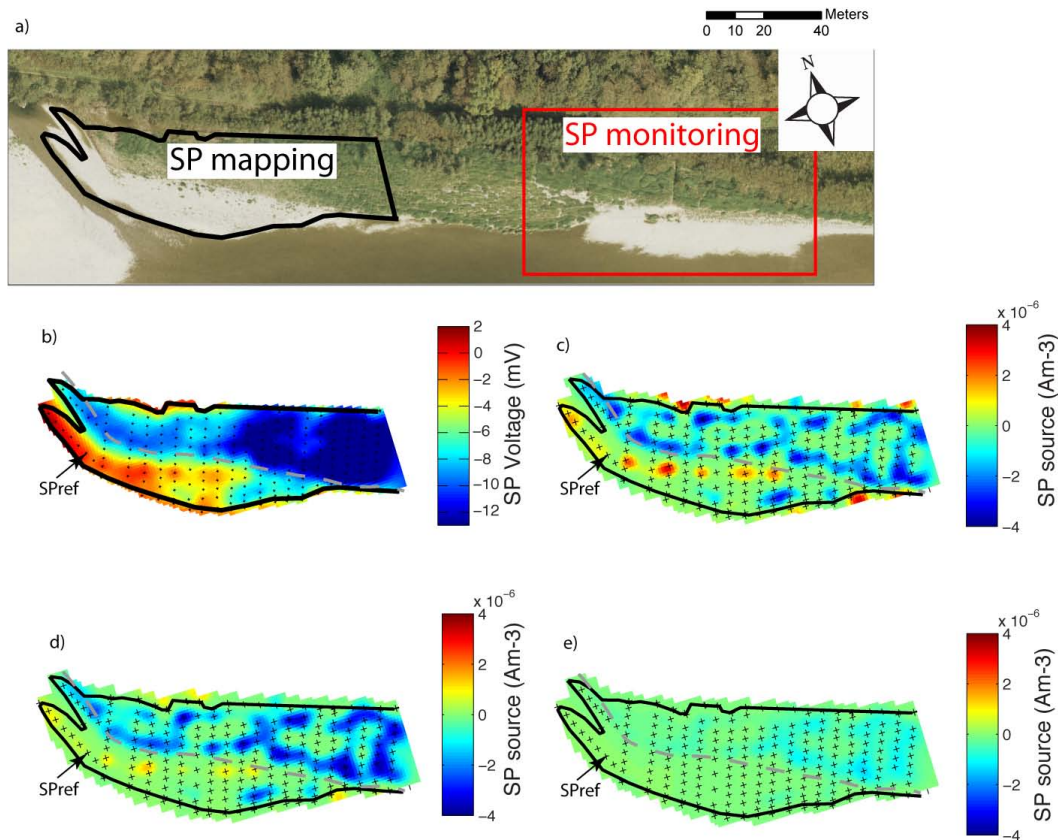 a)
Meters
0 10 20 40
N
SP mapping
SP monitoring
b)
2
0
−2
−4
−6
−8
−10
−12
SP Voltage (mV)
SPref
c)
x 10⁻⁶
4
2
0
−2
−4
SP source (Am-3)
SPref
d)
x 10⁻⁶
4
2
0
−2
−4
SP source (Am-3)
SPref
e)
x 10⁻⁶
4
2
0
−2
−4
SP source (Am-3)
SPref